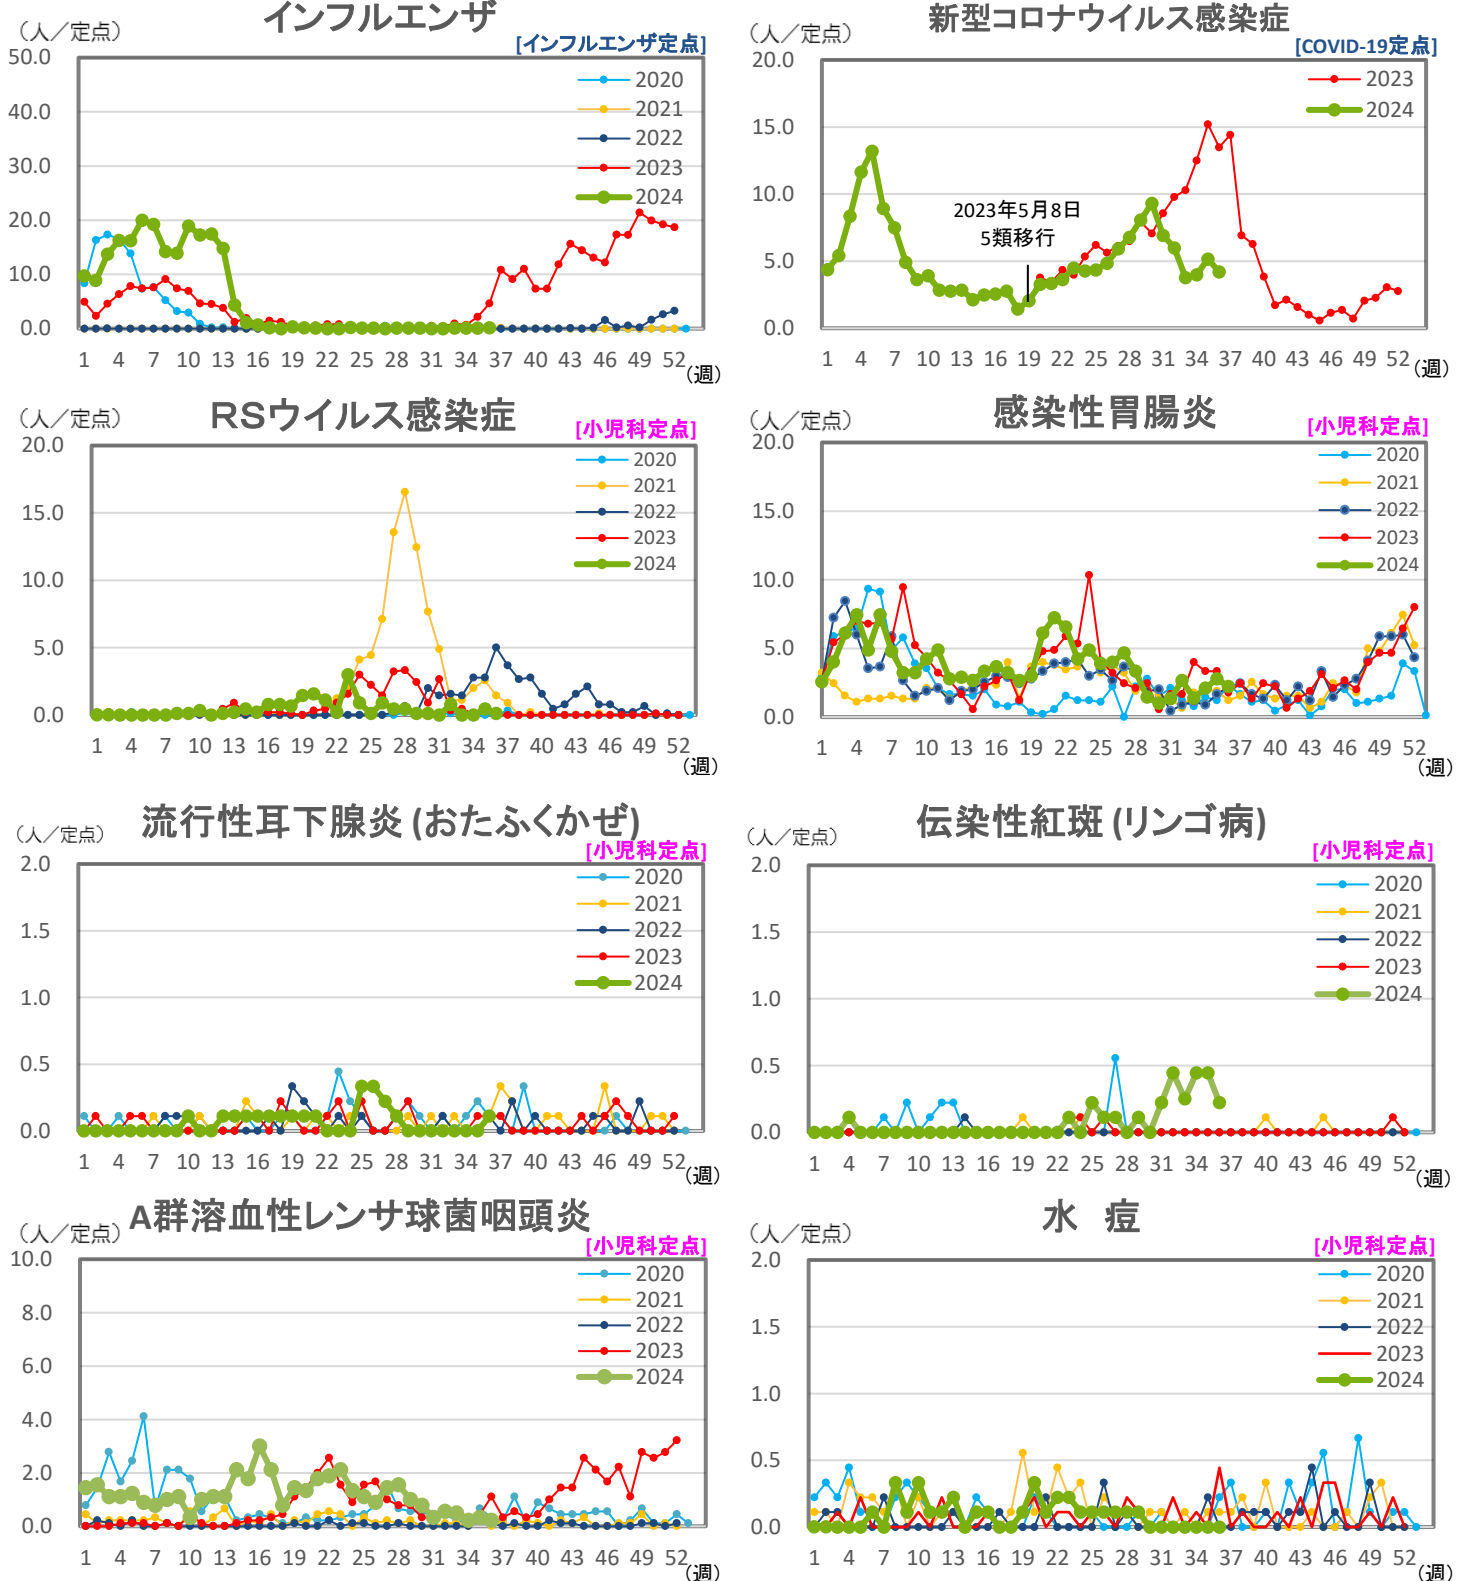 インフルエンザ
（人／定点）
[インフルエンザ定点]
50.0
40.0
30.0
20.0
10.0
0.0
2020
2021
2022
2023
2024
1 4 7 10 13 16 19 22 25 28 31 34 37 40 43 46 49 52
（週）
新型コロナウイルス感染症
（人／定点）
[COVID-19定点]
20.0
15.0
10.0
5.0
0.0
2023
2024
2023年5月8日
5類移行
1 4 7 10 13 16 19 22 25 28 31 34 37 40 43 46 49 52
（週）
RSウイルス感染症
（人／定点）
[小児科定点]
20.0
15.0
10.0
5.0
0.0
2020
2021
2022
2023
2024
1 4 7 10 13 16 19 22 25 28 31 34 37 40 43 46 49 52
（週）
感染性胃腸炎
（人／定点）
[小児科定点]
20.0
15.0
10.0
5.0
0.0
2020
2021
2022
2023
2024
1 4 7 10 13 16 19 22 25 28 31 34 37 40 43 46 49 52
（週）
流行性耳下腺炎 (おたふくかぜ)
（人／定点）
[小児科定点]
2.0
1.5
1.0
0.5
0.0
2020
2021
2022
2023
2024
1 4 7 10 13 16 19 22 25 28 31 34 37 40 43 46 49 52
（週）
伝染性紅斑 (リンゴ病)
（人／定点）
[小児科定点]
2.0
1.5
1.0
0.5
0.0
2020
2021
2022
2023
2024
1 4 7 10 13 16 19 22 25 28 31 34 37 40 43 46 49 52
（週）
A群溶血性レンサ球菌咽頭炎
（人／定点）
[小児科定点]
10.0
8.0
6.0
4.0
2.0
0.0
2020
2021
2022
2023
2024
1 4 7 10 13 16 19 22 25 28 31 34 37 40 43 46 49 52
（週）
水 痘
（人／定点）
[小児科定点]
2.0
1.5
1.0
0.5
0.0
2020
2021
2022
2023
2024
1 4 7 10 13 16 19 22 25 28 31 34 37 40 43 46 49 52
（週）